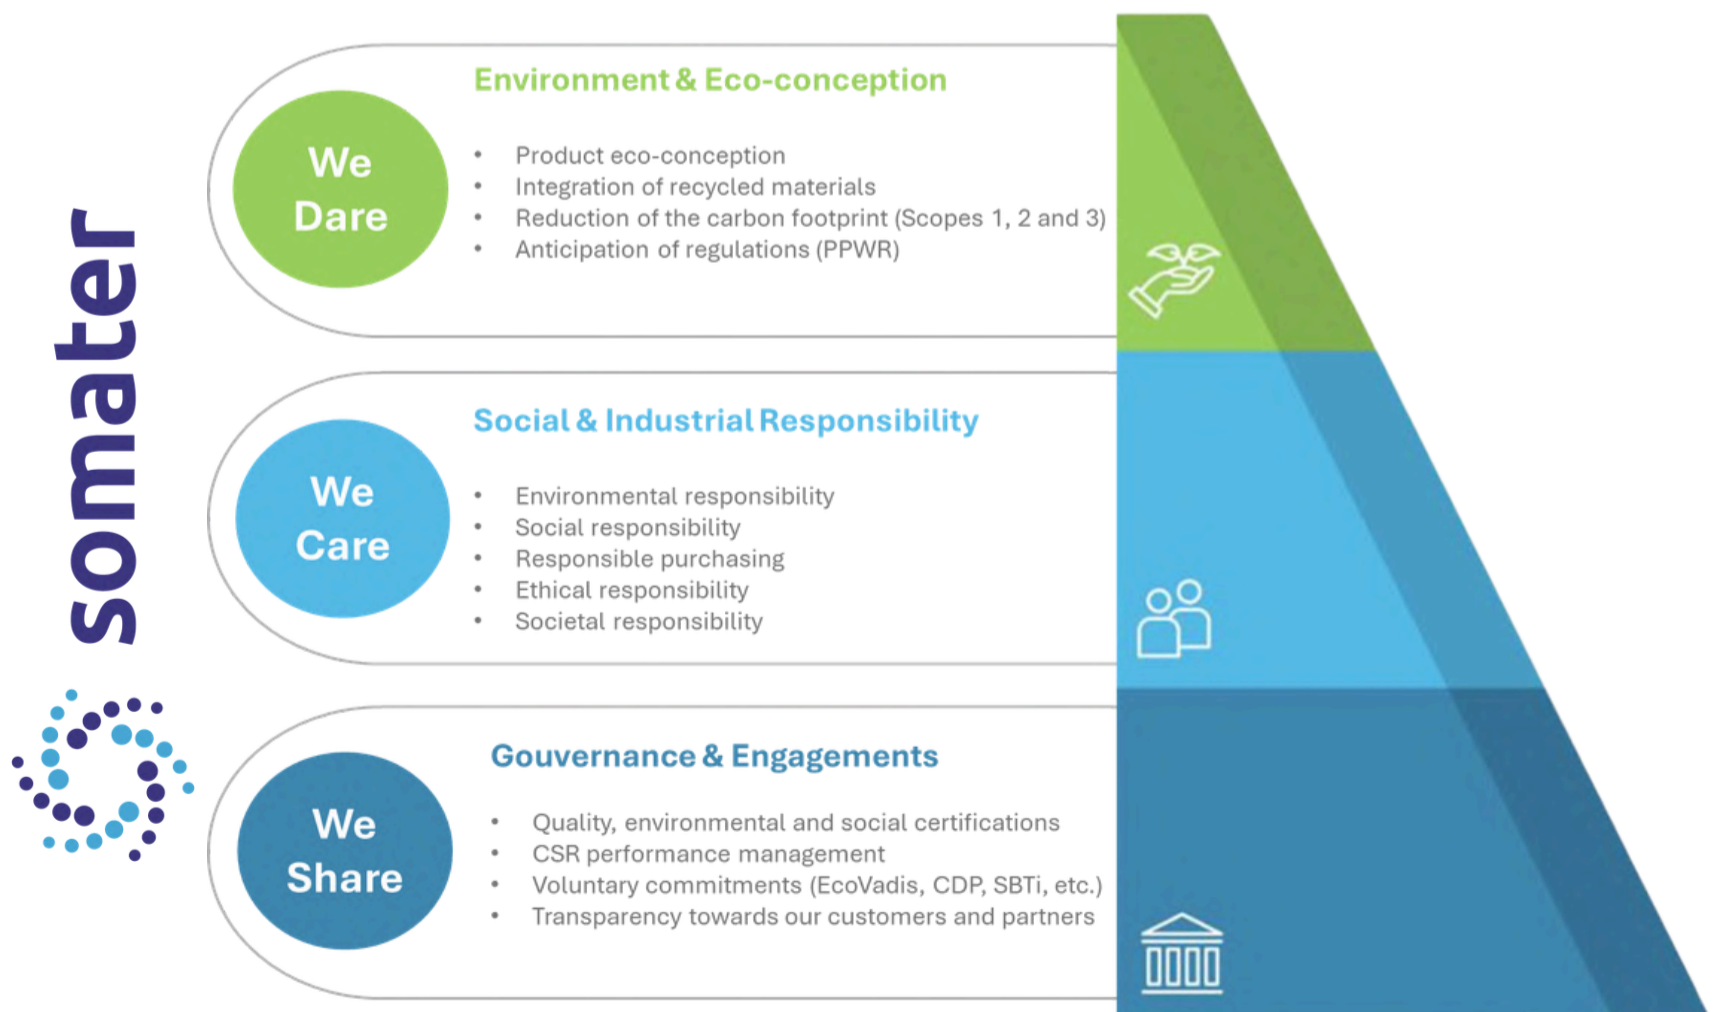 somater
We
Dare
Environment & Eco-conception
• Product eco-conception
• Integration of recycled materials
• Reduction of the carbon footprint (Scopes 1, 2 and 3)
• Anticipation of regulations (PPWR)
We
Care
Social & Industrial Responsibility
• Environmental responsibility
• Social responsibility
• Responsible purchasing
• Ethical responsibility
• Societal responsibility
We
Share
Gouvernance & Engagements
• Quality, environmental and social certifications
• CSR performance management
• Voluntary commitments (EcoVadis, CDP, SBTi, etc.)
• Transparency towards our customers and partners